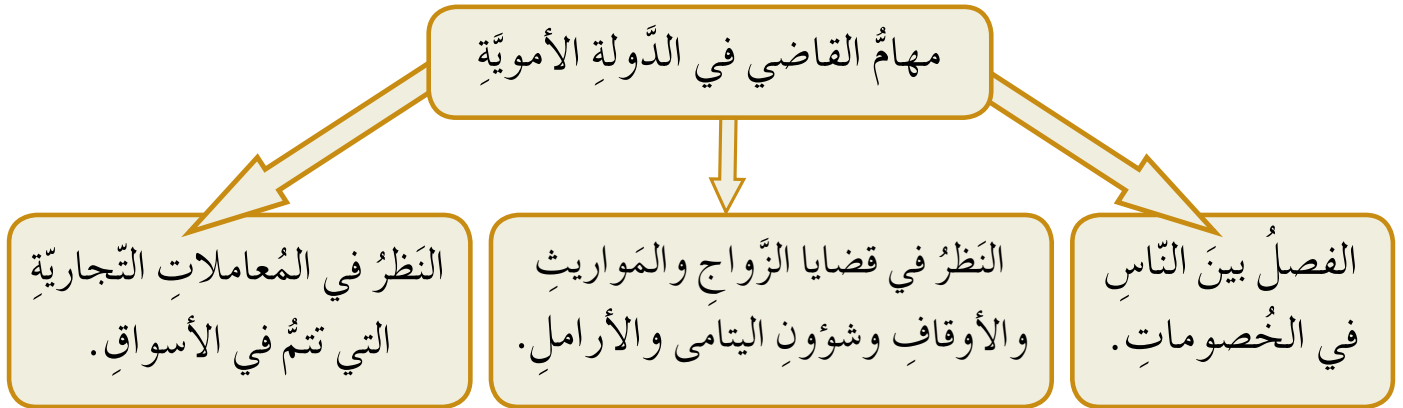 مهامُّ القاضي في الدَّولةِ الأمويَّةِ
الفصلُ بينَ النّاسِ
في الخُصوماتِ.
النَظرُ في قضايا الزَّواجِ والمَواريثِ
والأوقافِ وشؤونِ اليتامى والأراملِ.
النَظرُ في المُعاملاتِ التّجاريّةِ
التي تتمُّ في الأسواقِ.